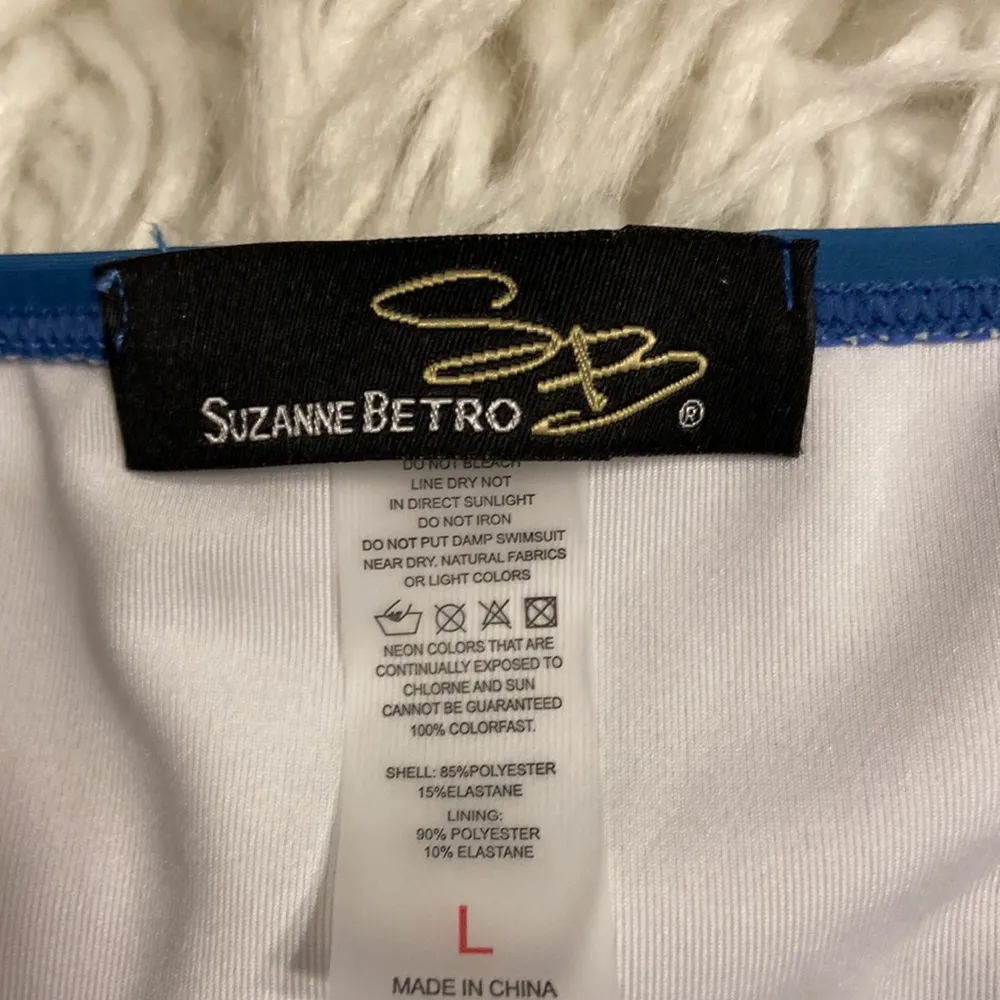 SB
SUZANNE BETRO ®
DO NOT BLEACH
LINE DRY NOT
IN DIRECT SUNLIGHT
DO NOT IRON
DO NOT PUT DAMP SWIMSUIT
NEAR DRY. NATURAL FABRICS
OR LIGHT COLORS
NEON COLORS THAT ARE
CONTINUALLY EXPOSED TO
CHLORNE AND SUN
CANNOT BE GUARANTEED
100% COLORFAST.
SHELL: 85%POLYESTER
15%ELASTANE
LINING:
90% POLYESTER
10% ELASTANE
L
MADE IN CHINA